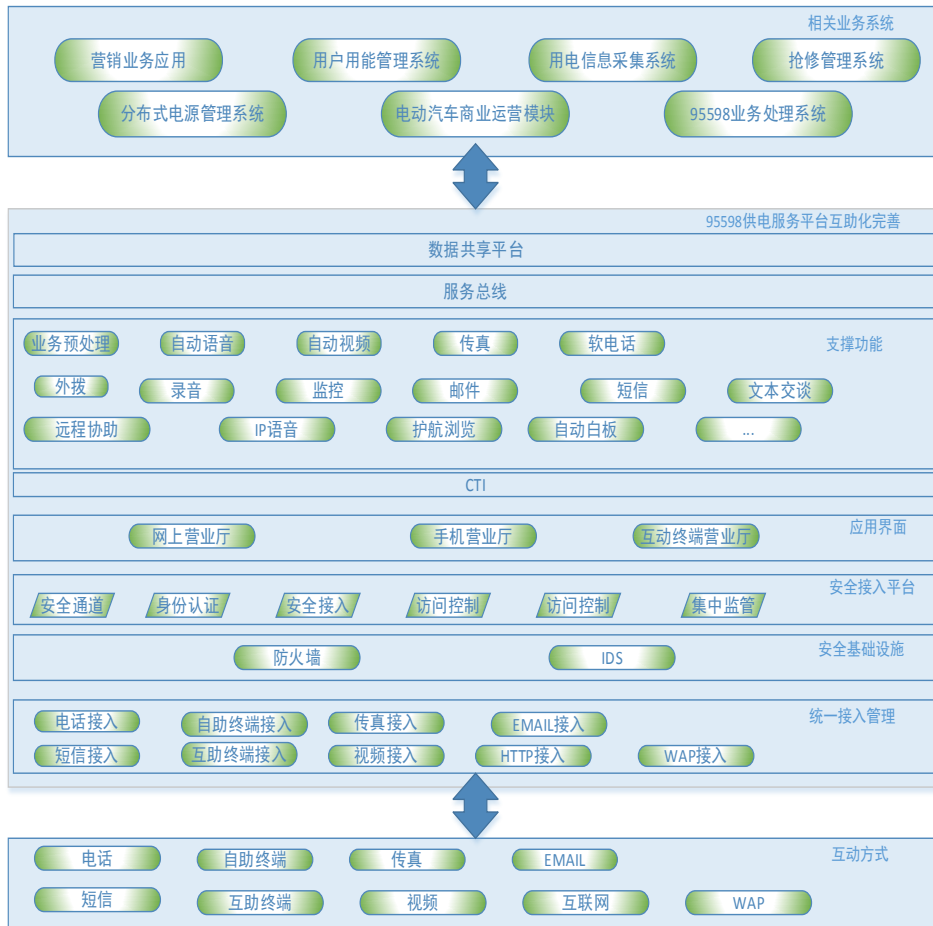 相关业务系统
营销业务应用 用户用能管理系统 用电信息采集系统 抢修管理系统
分布式电源管理系统 电动汽车商业运营模块 95598业务处理系统
95598供电服务平台互助化完善
数据共享平台
服务总线
支撑功能
业务预处理 自动语音 自动视频 传真 软电话
外拨 录音 监控 邮件 短信 文本交谈
远程协助 IP语音 护航浏览 自动白板 ...
CTI
应用界面
网上营业厅 手机营业厅 互动终端营业厅
安全接入平台
安全通道 身份认证 安全接入 访问控制 访问控制 集中监管
安全基础设施
防火墙 IDS
统一接入管理
电话接入 自助终端接入 传真接入 EMAIL接入
短信接入 互助终端接入 视频接入 HTTP接入 WAP接入
互动方式
电话 自助终端 传真 EMAIL
短信 互助终端 视频 互联网 WAP